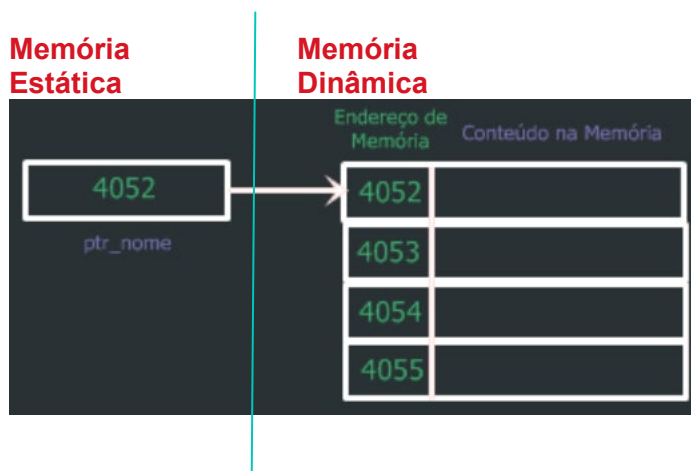 Memória
Estática
Memória
Dinâmica
Endereço de
Memória
Conteúdo na Memória
4052
ptr_nome
4052
4053
4054
4055